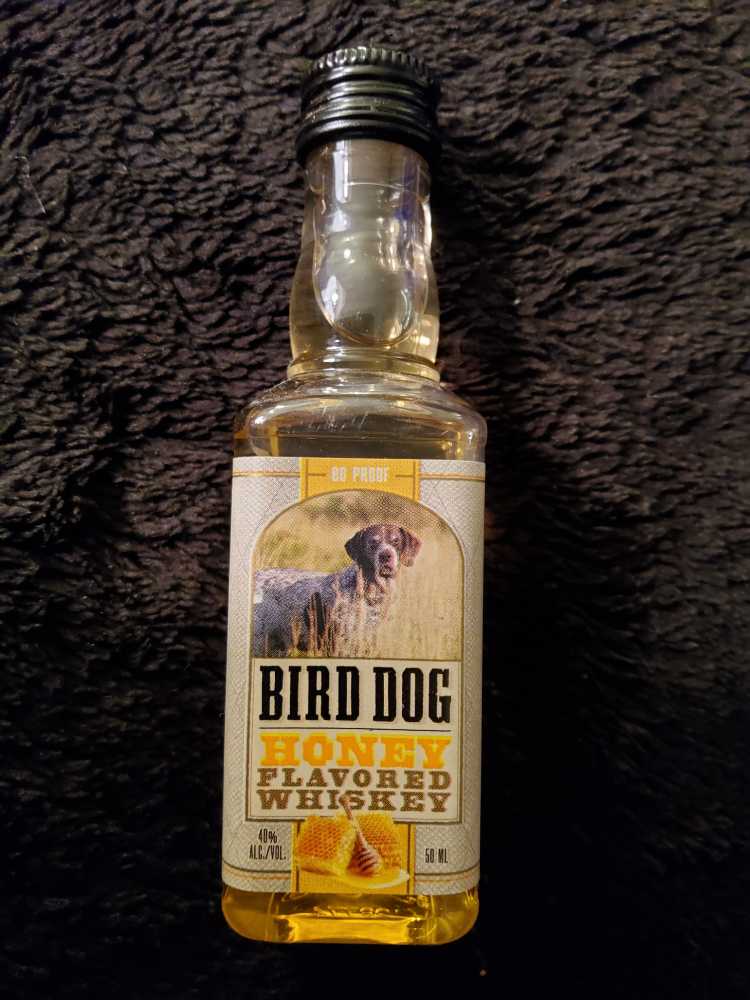 80 PROOF
BIRD DOG
HONEY
FLAVORED
WHISKEY
40%
ALC./VOL.
50 ML